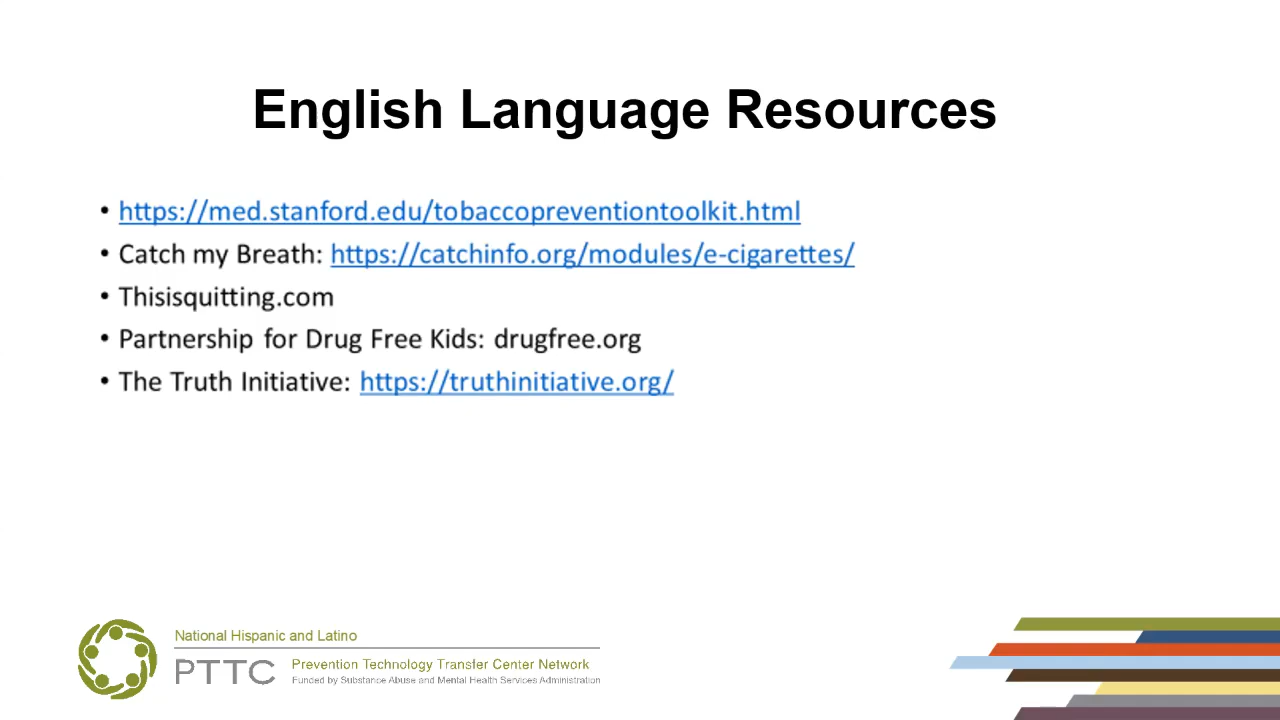 English Language Resources
• https://med.stanford.edu/tobaccopreventiontoolkit.html
• Catch my Breath: https://catchinfo.org/modules/e-cigarettes/
• Thisisquitting.com
• Partnership for Drug Free Kids: drugfree.org
• The Truth Initiative: https://truthinitiative.org/
National Hispanic and Latino
PTTC Prevention Technology Transfer Center Network
Funded by Substance Abuse and Mental Health Services Administration